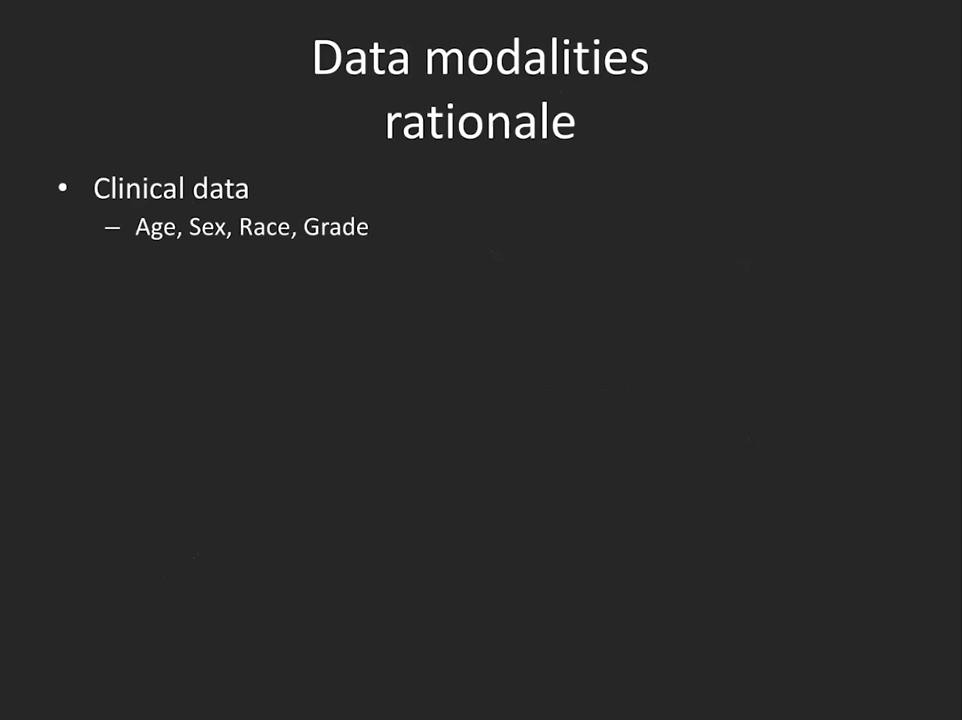 Data modalities
rationale
• Clinical data
– Age, Sex, Race, Grade